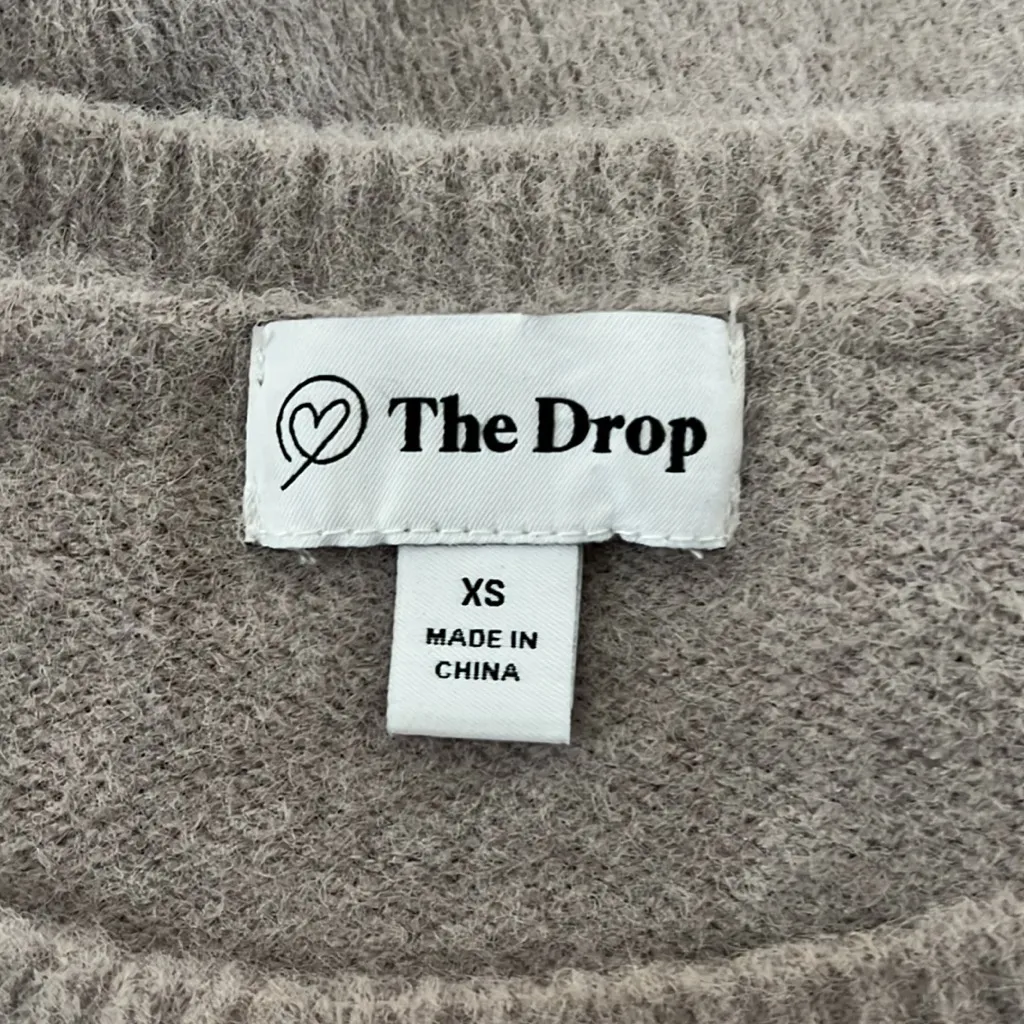 The Drop
XS
MADE IN
CHINA